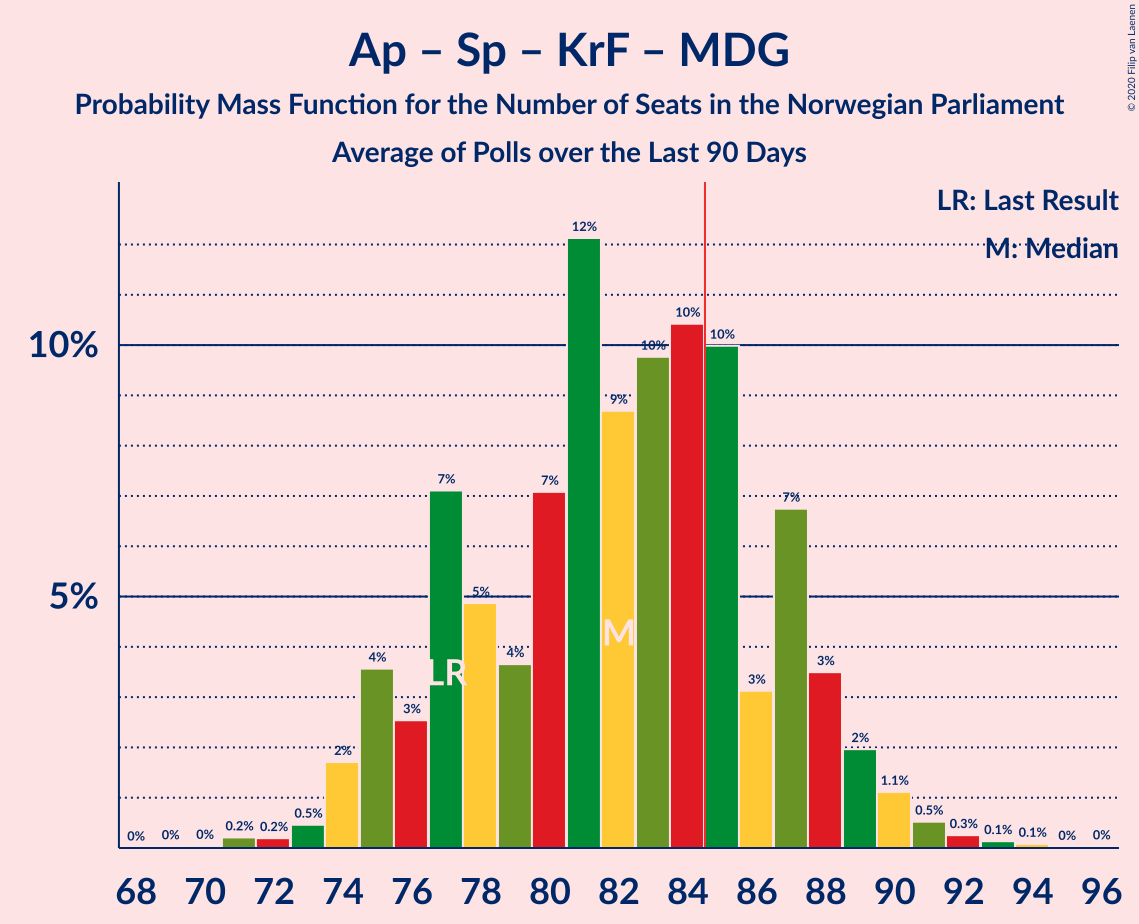 Ap – Sp – KrF – MDG
Probability Mass Function for the Number of Seats in the Norwegian Parliament
Average of Polls over the Last 90 Days
© 2020 Filip van Laenen
LR: Last Result
M: Median
10%
5%
0% 0% 0% 0.2% 0.2% 0.5% 2% 4% 3% 7% 5% 4% 7% 12% 9% 10% 10% 10% 3% 7% 3% 2% 1.1% 0.5% 0.3% 0.1% 0.1% 0% 0%
LR
M
68 70 72 74 76 78 80 82 84 86 88 90 92 94 96